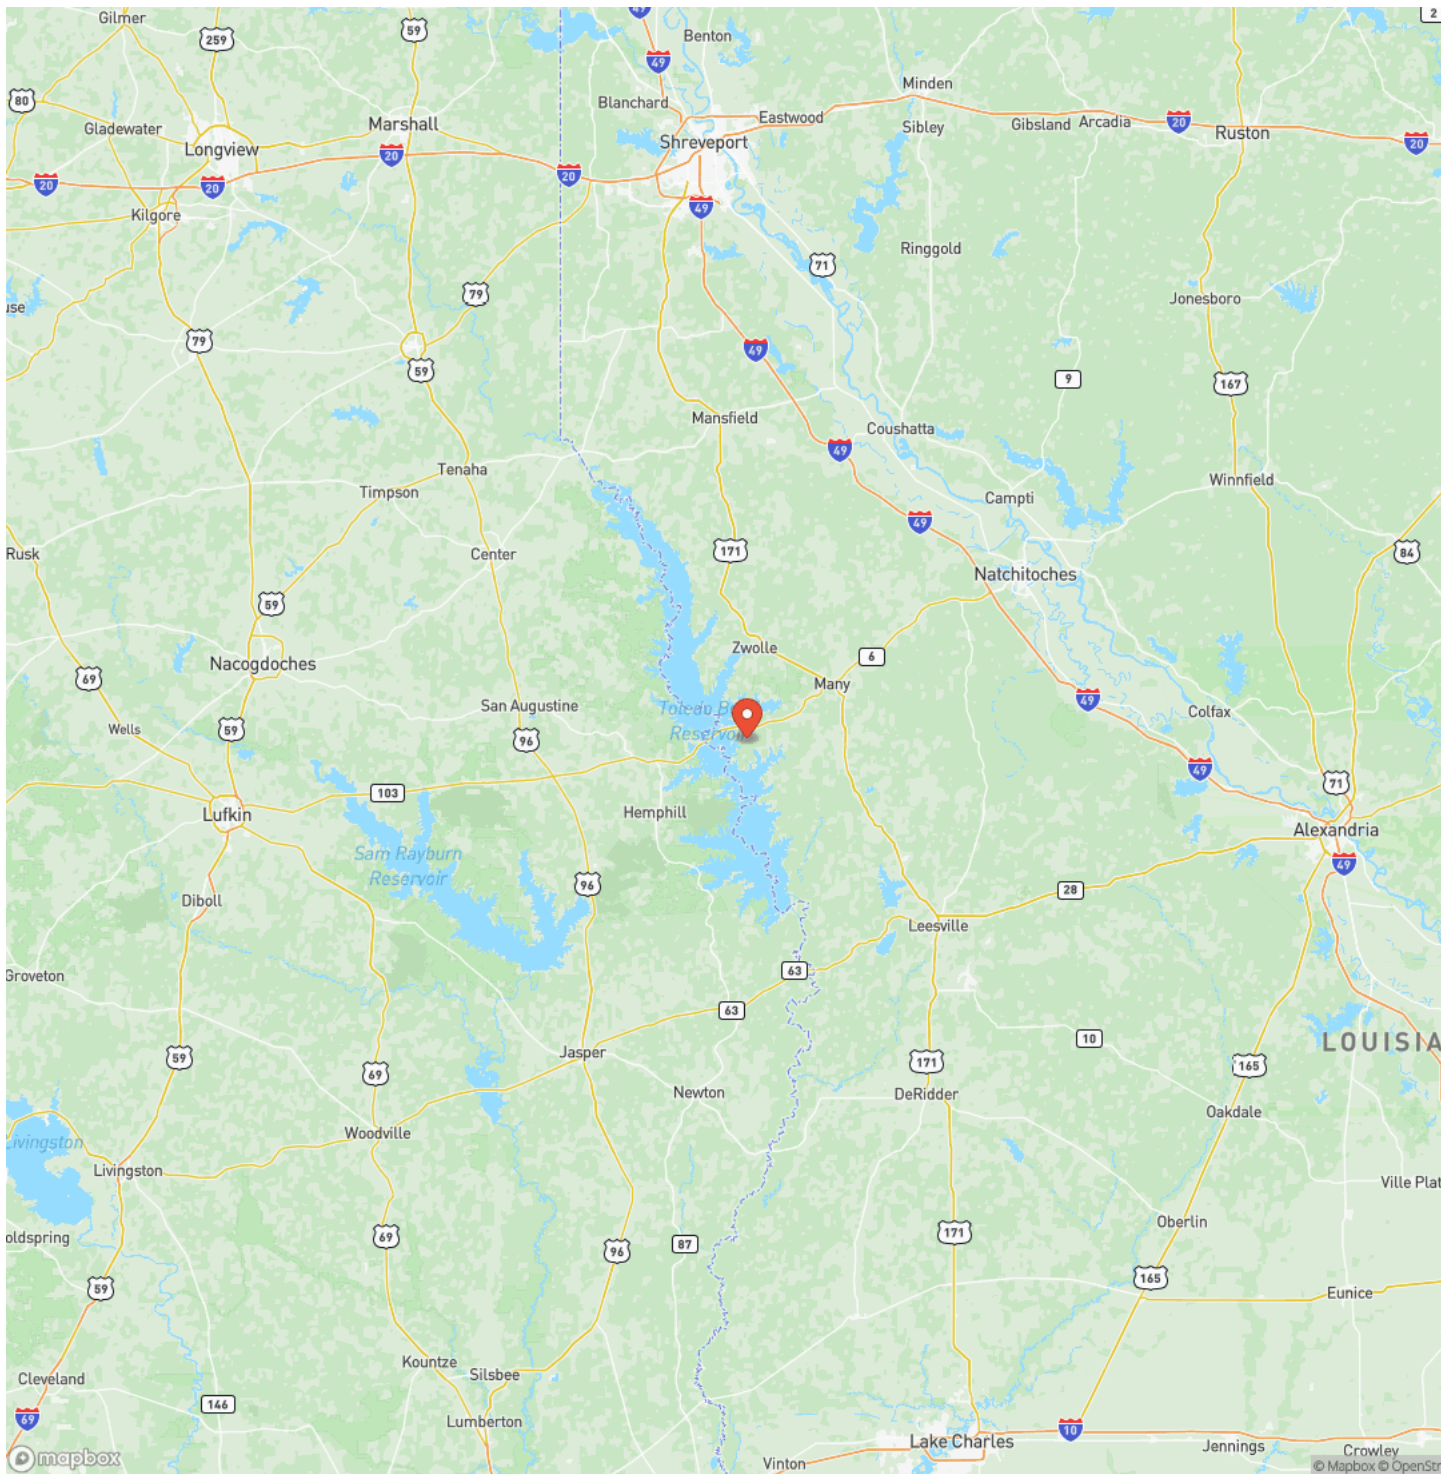 Gilmer
259
59
49
Benton
2
49
80
Blanchard
Minden
Gladewater
Marshall
Eastwood
Sibley
Gibsland
Arcadia
20
Ruston
Longview
20
Shreveport
20
20
20
20
Kilgore
49
Ringgold
71
79
Jonesboro
use
79
49
59
9
167
Mansfield
Coushatta
49
Tenaha
Winnfield
Timpson
Campti
49
Rusk
Center
171
84
Natchitoches
59
Zwolle
6
Nacogdoches
69
Many
49
San Augustine
Toledo B
Reservoir
Colfax
Wells
59
96
49
71
103
Hemphill
Lufkin
Alexandria
Sam Rayburn
Reservoir
49
96
28
Diboll
Leesville
Groveton
63
63
10
LOUISIA
Jasper
59
171
165
69
Newton
DeRidder
Oakdale
Livingston
Woodville
Livingston
Ville Plat
Oberlin
oldspring
69
87
96
171
165
59
Eunice
Kountze
Silsbee
Cleveland
146
69
Lumberton
10
Lake Charles
Jennings
Crowley
mapbox
Vinton
© Mapbox © OpenStr